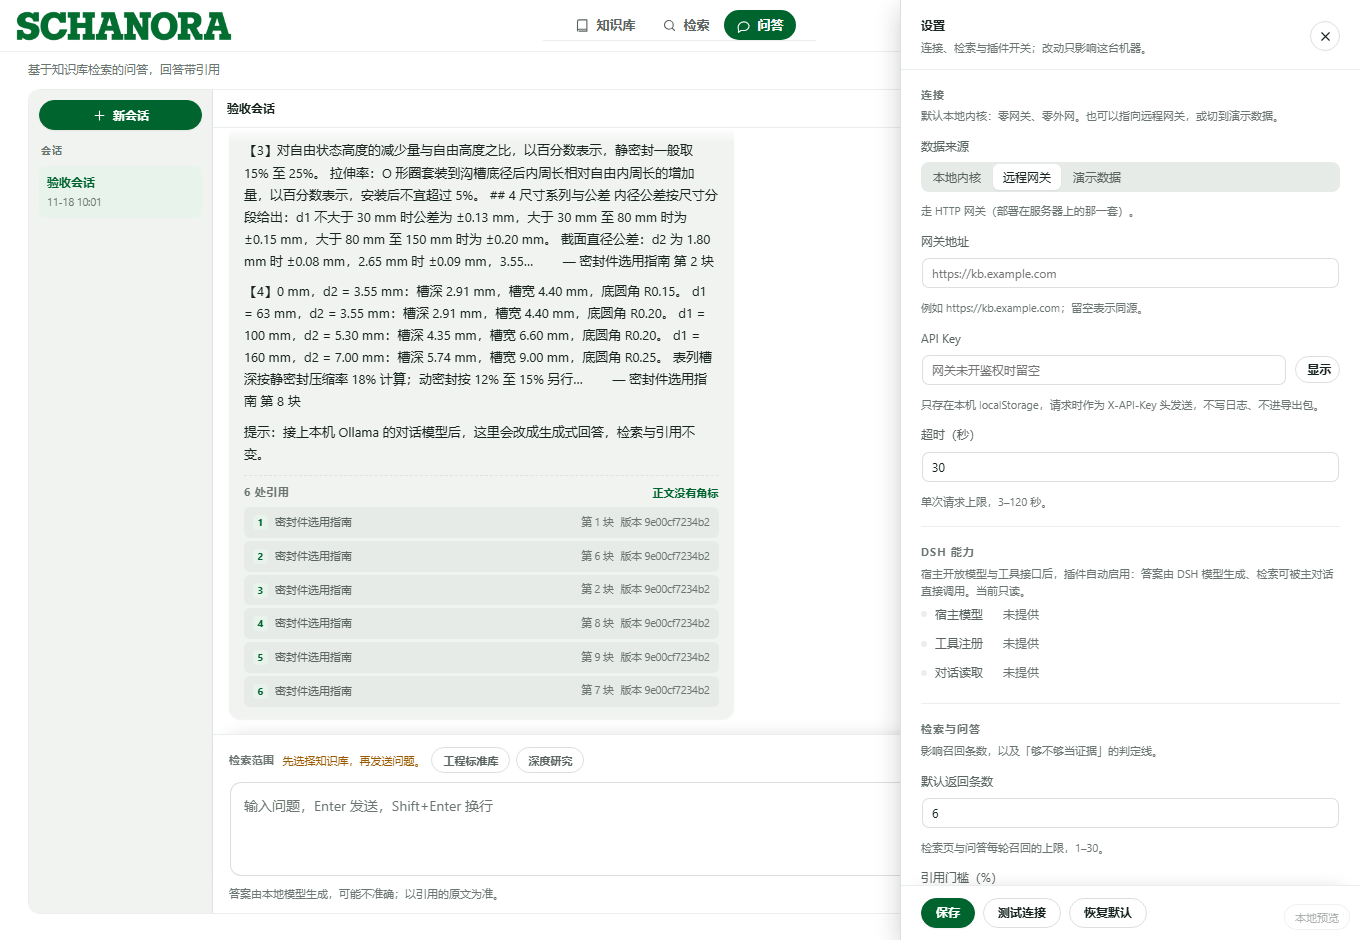 SCHANORA
知识库
检索
问答
基于知识库检索的问答，回答带引用
新会话
会话
验收会话
11-18 10:01
验收会话
【3】对自由状态高度的减少量与自由高度之比，以百分数表示，静密封一般取
15% 至 25%。 拉伸率：O 形圈套装到沟槽底径后内周长相对自由内周长的增加
量，以百分数表示，安装后不宜超过 5%。 ## 4 尺寸系列与公差 内径公差按尺寸分
段给出：d1 不大于 30 mm 时公差为 ±0.13 mm，大于 30 mm 至 80 mm 时为
±0.15 mm，大于 80 mm 至 150 mm 时为 ±0.20 mm。 截面直径公差：d2 为 1.80
mm 时 ±0.08 mm，2.65 mm 时 ±0.09 mm，3.55... — 密封件选用指南 第 2 块
【4】0 mm，d2 = 3.55 mm：槽深 2.91 mm，槽宽 4.40 mm，底圆角 R0.15。 d1
= 63 mm，d2 = 3.55 mm：槽深 2.91 mm，槽宽 4.40 mm，底圆角 R0.20。 d1 =
100 mm，d2 = 5.30 mm：槽深 4.35 mm，槽宽 6.60 mm，底圆角 R0.20。 d1 =
160 mm，d2 = 7.00 mm：槽深 5.74 mm，槽宽 9.00 mm，底圆角 R0.25。 表列槽
深按静密封压缩率 18% 计算；动密封按 12% 至 15% 另行... — 密封件选用指
南 第 8 块
提示：接上本机 Ollama 的对话模型后，这里会改成生成式回答，检索与引用不
变。
6 处引用 正文没有角标
1 密封件选用指南 第 1 块 版本 9e00cf7234b2
2 密封件选用指南 第 6 块 版本 9e00cf7234b2
3 密封件选用指南 第 2 块 版本 9e00cf7234b2
4 密封件选用指南 第 8 块 版本 9e00cf7234b2
5 密封件选用指南 第 9 块 版本 9e00cf7234b2
6 密封件选用指南 第 7 块 版本 9e00cf7234b2
检索范围 先选择知识库，再发送问题。 工程标准库 深度研究
输入问题，Enter 发送，Shift+Enter 换行
答案由本地模型生成，可能不准确；以引用的原文为准。
设置
连接、检索与插件开关；改动只影响这台机器。
连接
默认本地内核：零网关、零外网。也可以指向远程网关，或切到演示数据。
数据来源
本地内核 远程网关 演示数据
走 HTTP 网关（部署在服务器上的那一套）。
网关地址
https://kb.example.com
例如 https://kb.example.com；留空表示同源。
API Key
网关未开鉴权时留空 显示
只存在本机 localStorage，请求时作为 X-API-Key 头发送，不写日志、不进导出包。
超时（秒）
30
单次请求上限，3–120 秒。
DSH 能力
宿主开放模型与工具接口后，插件自动启用：答案由 DSH 模型生成、检索可被主对话
直接调用。当前只读。
宿主模型 未提供
工具注册 未提供
对话读取 未提供
检索与问答
影响召回条数，以及「够不够当证据」的判定线。
默认返回条数
6
检索页与问答每轮召回的上限，1–30。
引用门槛（%）
保存 测试连接 恢复默认 本地预览